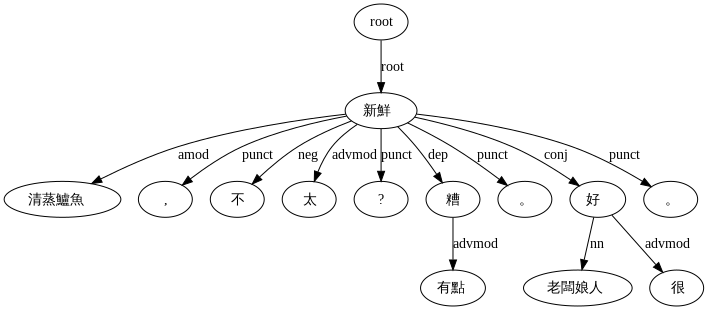 root
root
新鮮
amod punct neg advmod punct dep punct conj punct
清蒸鱸魚 , 不 太 ? 糟 。 好 。
advmod nn advmod
有點 老闆娘人 很